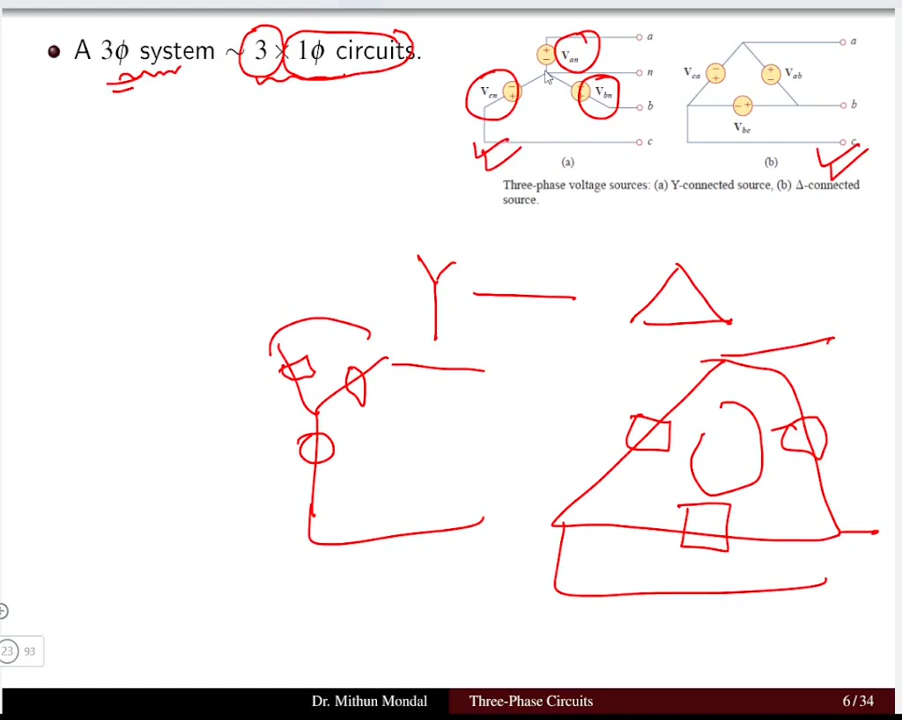 A 3ϕ system ~ 3 × 1ϕ circuits.
a
V_an
n
V_cn
V_bn
b
c
(a)
a
V_ca
V_ab
b
V_bc
c
(b)
Three-phase voltage sources: (a) Y-connected source, (b) Δ-connected
source.
Y — Δ
23 93
Dr. Mithun Mondal Three-Phase Circuits 6/34